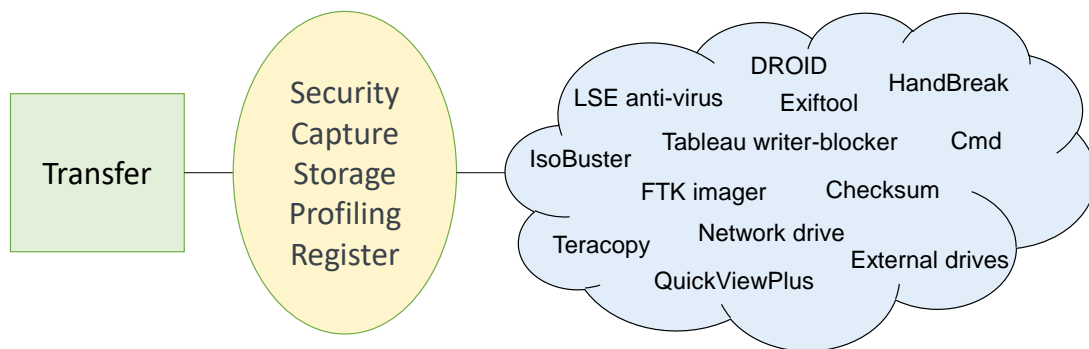 Transfer
Security
Capture
Storage
Profiling
Register
DROID
HandBreak
LSE anti-virus
Exiftool
Tableau writer-blocker
Cmd
IsoBuster
FTK imager
Checksum
Teracopy
Network drive
External drives
QuickViewPlus